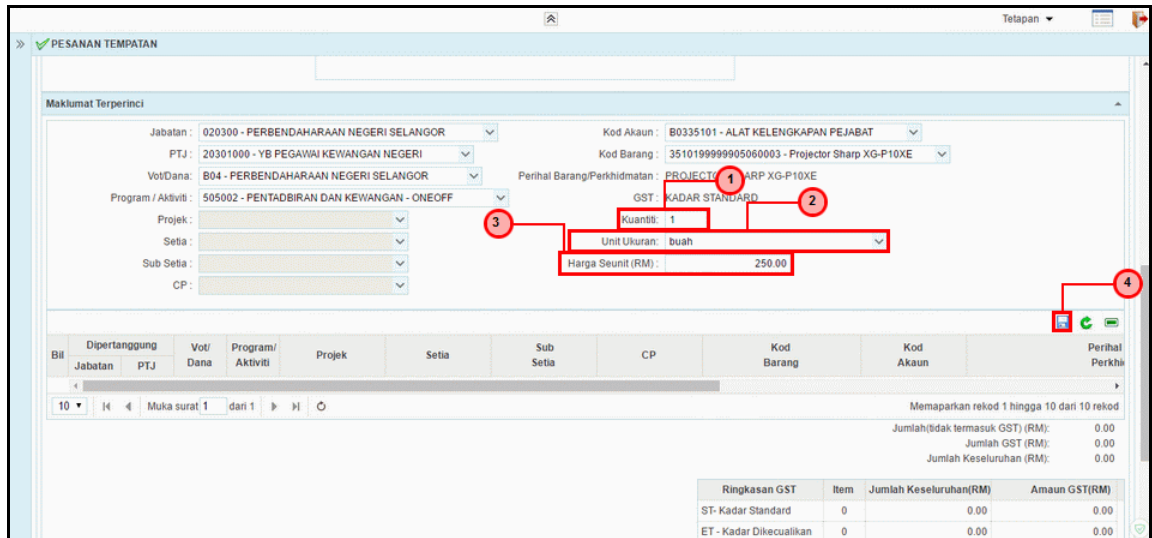 Tetapan
PESANAN TEMPATAN
Maklumat Terperinci
Jabatan : 020300 - PERBENDAHARAAN NEGERI SELANGOR Kod Akaun : B0335101 - ALAT KELENGKAPAN PEJABAT
PTJ : 20301000 - YB PEGAWAI KEWANGAN NEGERI Kod Barang : 3510199999905060003 - Projector Sharp XG-P10XE
Vot/Dana: B04 - PERBENDAHARAAN NEGERI SELANGOR Perihal Barang/Perkhidmatan : ARP XG-P10XE
1
Program / Aktiviti : 505002 - PENTADBIRAN DAN KEWANGAN - ONEOFF GST : KADAR STANDARD
2
Projek : Kuantiti: 1
3
Setia : Unit Ukuran: buah
Sub Setia : Harga Seunit (RM) : 250.00
CP :
4
Bil Dipertanggung Vot/ Dana Program/ Aktiviti Projek Setia Sub Setia CP Kod Barang Kod Akaun Perihal
Jabatan PTJ
10 Muka surat 1 dari 1 Memaparkan rekod 1 hingga 10 dari 10 rekod
Jumlah(tidak termasuk GST) (RM): 0.00
Jumlah GST (RM): 0.00
Jumlah Keseluruhan (RM): 0.00
Ringkasan GST Item Jumlah Keseluruhan(RM) Amaun GST(RM)
ST- Kadar Standard 0 0.00 0.00
ET - Kadar Dikecualikan 0 0.00 0.00